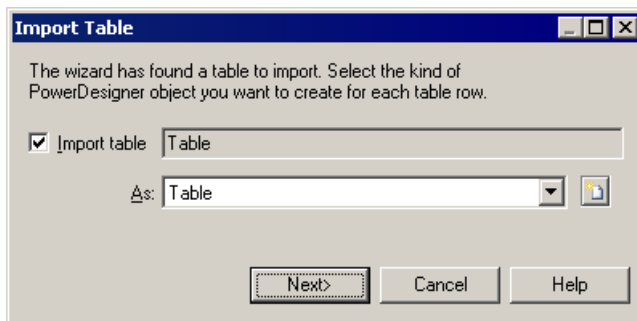 Import Table
The wizard has found a table to import. Select the kind of
PowerDesigner object you want to create for each table row.
Import table Table
As: Table
Next> Cancel Help